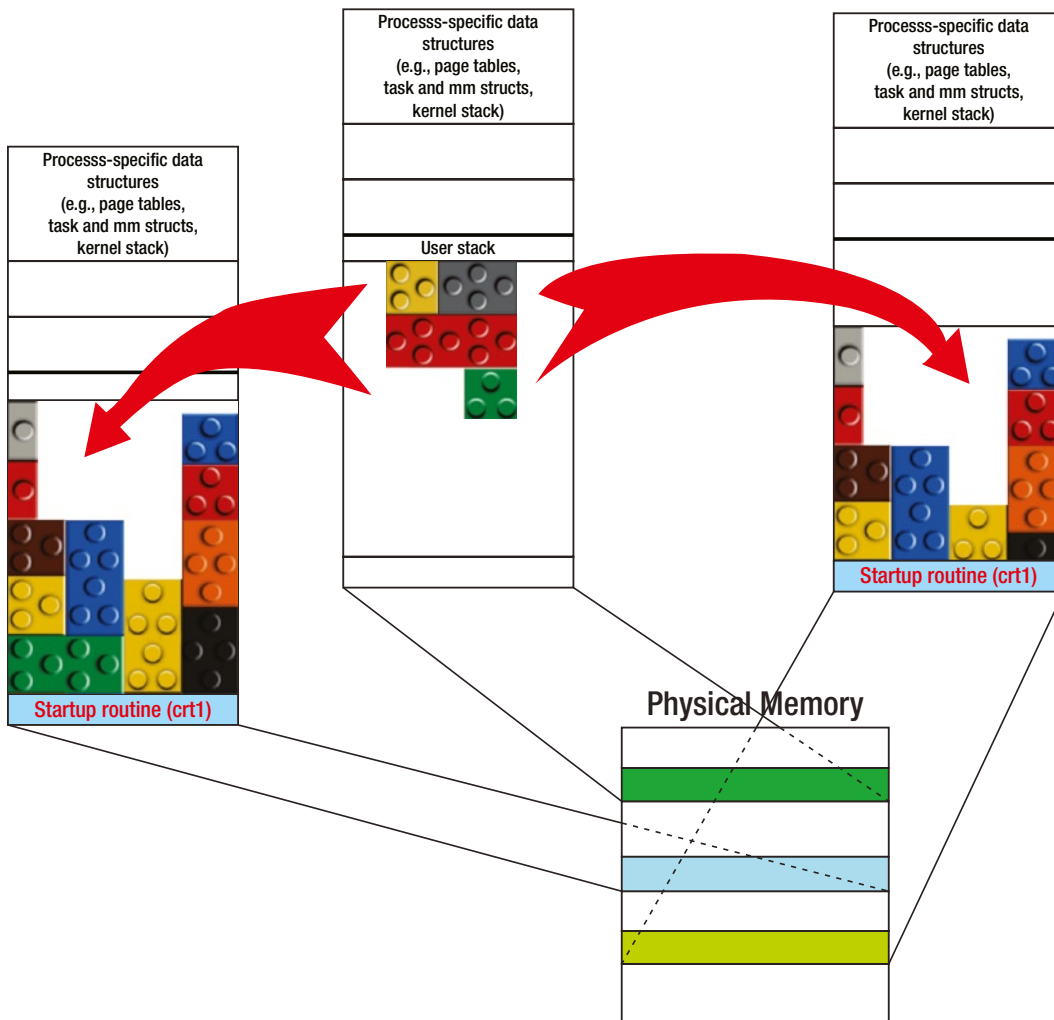 Processs-specific data
structures
(e.g., page tables,
task and mm structs,
kernel stack)
Startup routine (crt1)
Processs-specific data
structures
(e.g., page tables,
task and mm structs,
kernel stack)
User stack
Processs-specific data
structures
(e.g., page tables,
task and mm structs,
kernel stack)
Startup routine (crt1)
Physical Memory